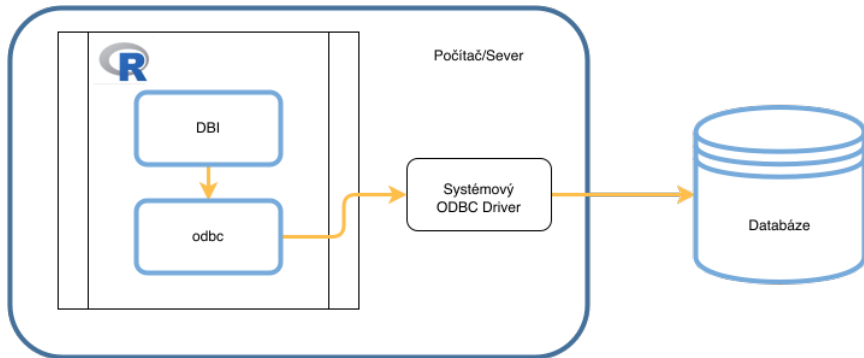 R
Počítač/Sever
DBI
odbc
Systémový
ODBC Driver
Databáze